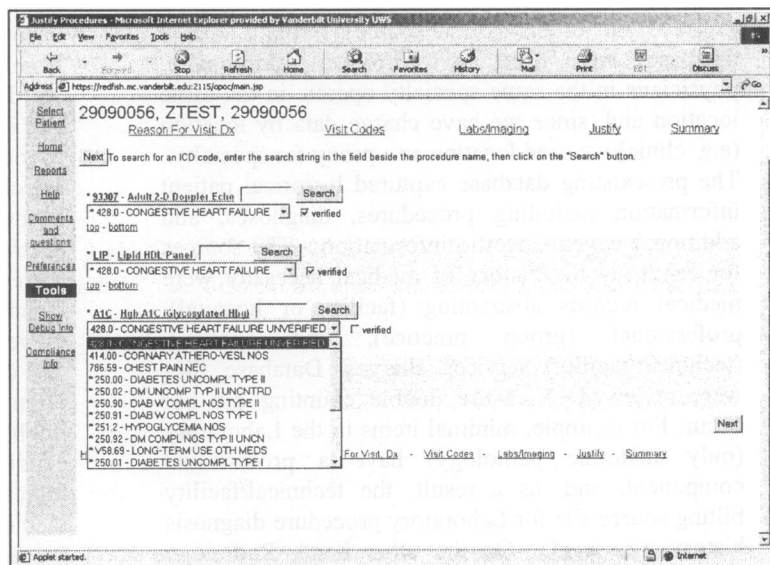 Justify Procedures - Microsoft Internet Explorer provided by Vanderbilt University UWS
File Edit View Favorites Tools Help
Back Forward Stop Refresh Home Search Favorites History Mail Print Edit Discuss
Address https://redfish.mc.vanderbilt.edu:2115/opoc/main.jsp Go
Select Patient
Home
Reports
Help
Comments and questions
Preferences
Tools
Show Debug Info
Compliance Info
29090056, ZTEST, 29090056
Reason For Visit: Dx Visit Codes Labs/Imaging Justify Summary
Next To search for an ICD code, enter the search string in the field beside the procedure name, then click on the "Search" button.
* 93307 - Adult 2-D Doppler Echo Search
* 428.0 - CONGESTIVE HEART FAILURE verified
top - bottom
* LIP - Lipid HDL Panel Search
* 428.0 - CONGESTIVE HEART FAILURE verified
top - bottom
* A1C - Hgb A1C (Glycosylated Hbg) Search
428.0 - CONGESTIVE HEART FAILURE UNVERIFIED verified
428.0 - CONGESTIVE HEART FAILURE UNVERIFIED
414.00 - CORNARY ATHERO-VESL NOS
786.59 - CHEST PAIN NEC
* 250.00 - DIABETES UNCOMPL TYPE II
* 250.02 - DM UNCOMP TYP II UNCNTRD
* 250.90 - DIAB W COMPL NOS TYPE II
* 250.91 - DIAB W COMPL NOS TYPE I
* 251.2 - HYPOGLYCEMIA NOS
* 250.92 - DM COMPL NOS TYP II UNCN
* V58.69 - LONG-TERM USE OTH MEDS
* 250.01 - DIABETES UNCOMPL TYPE I
Next
For Visit, Dx - Visit Codes - Labs/Imaging - Justify - Summary
Applet started. Internet